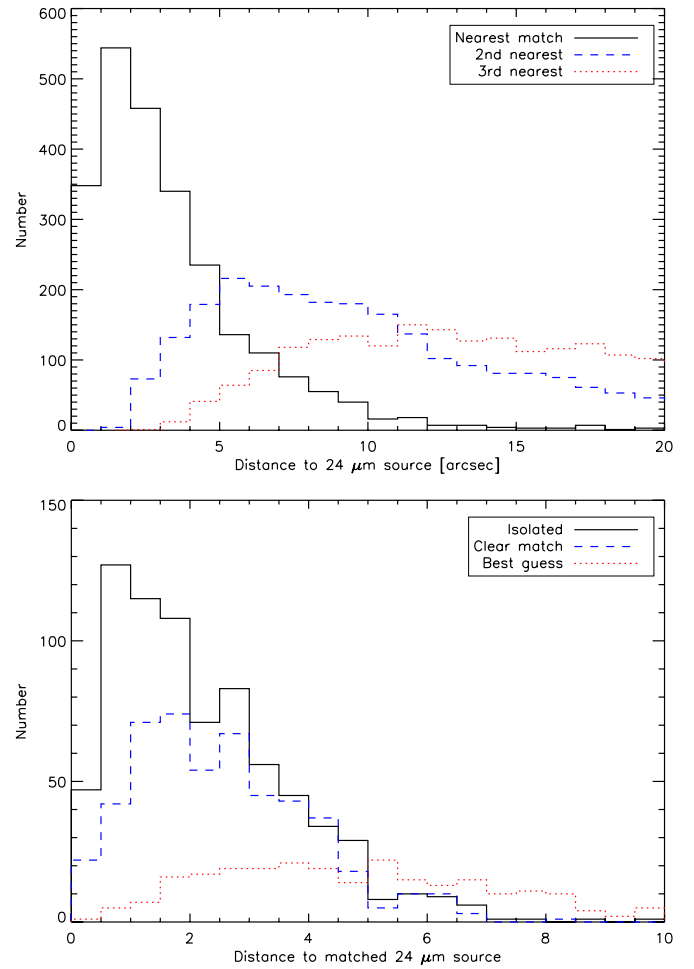 600
500
400
300
200
100
0
Number
Nearest match
2nd nearest
3rd nearest
0 5 10 15 20
Distance to 24 μm source [arcsec]
150
100
50
0
Number
Isolated
Clear match
Best guess
0 2 4 6 8 10
Distance to matched 24 μm source